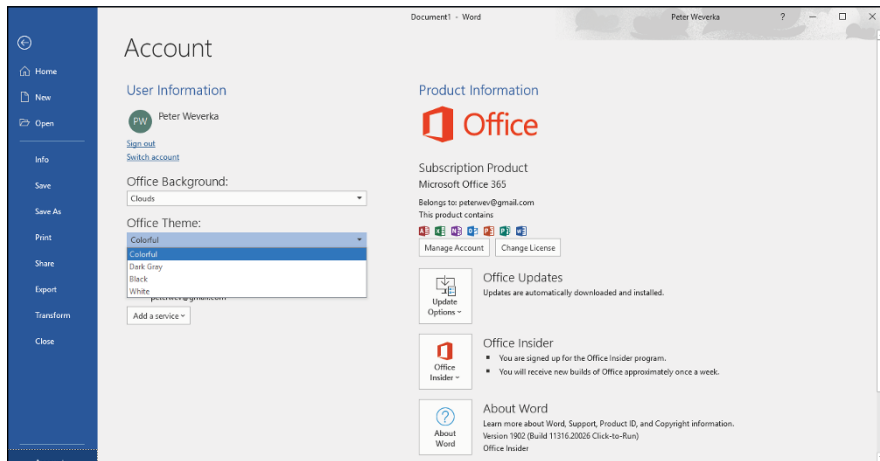 Document1 - Word
Peter Weverka
?
Account
Home
New
Open
Info
Save
Save As
Print
Share
Export
Transform
Close
User Information
PW
Peter Weverka
Sign out
Switch account
Office Background:
Clouds
Office Theme:
Colorful
Colorful
Dark Gray
Black
White
Add a service
Product Information
Office
Subscription Product
Microsoft Office 365
Belongs to: peterwev@gmail.com
This product contains
Manage Account
Change License
Update
Options
Office Updates
Updates are automatically downloaded and installed.
Office
Insider
Office Insider
You are signed up for the Office Insider program.
You will receive new builds of Office approximately once a week.
About
Word
About Word
Learn more about Word, Support, Product ID, and Copyright information.
Version 1902 (Build 11316.20026 Click-to-Run)
Office Insider